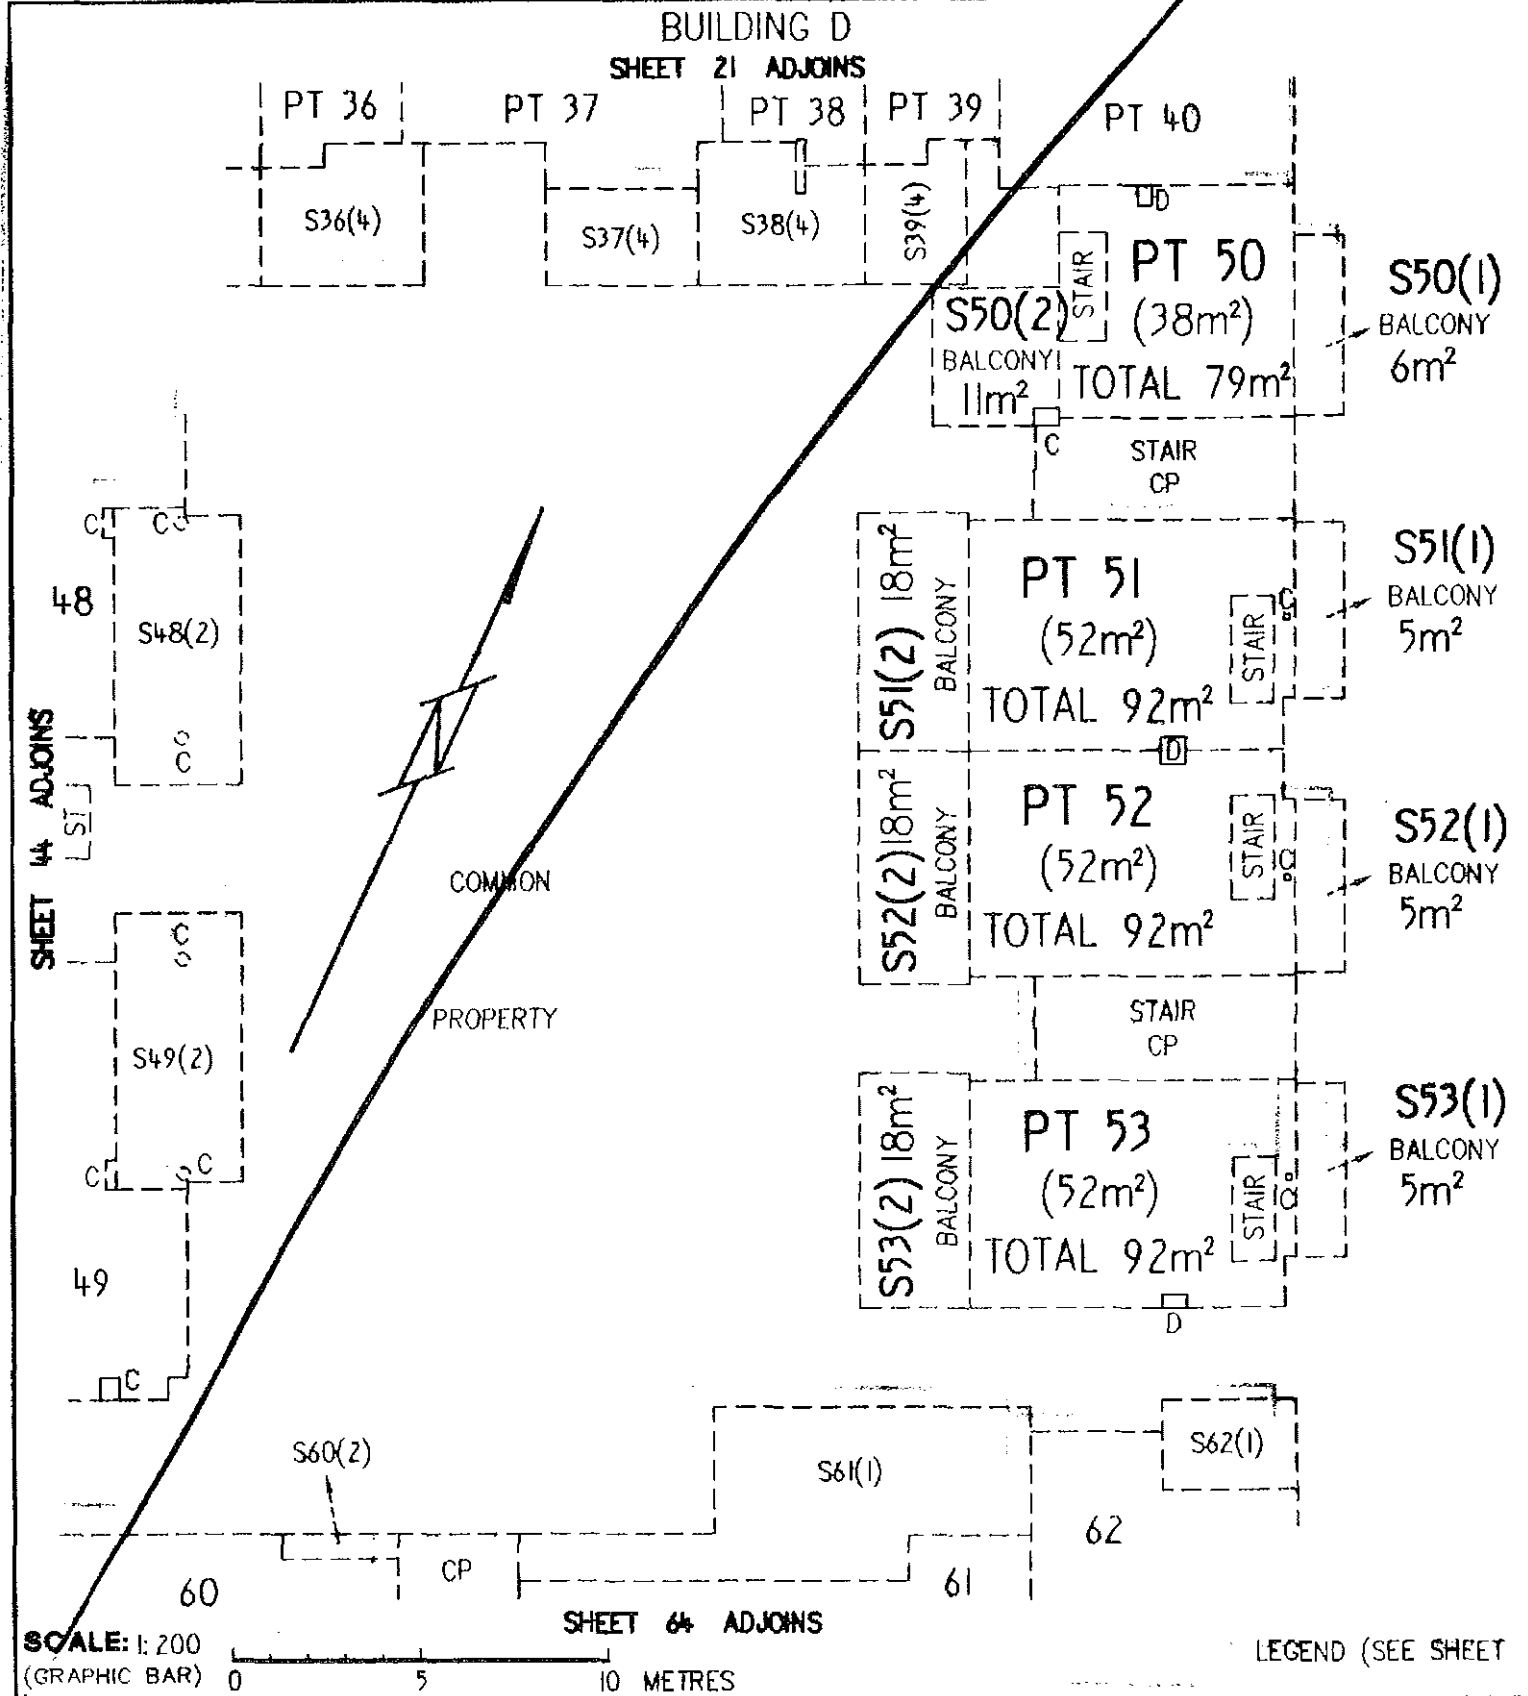 BUILDING D
SHEET 21 ADJOINS
PT 36
PT 37
PT 38
PT 39
PT 40
S36(4)
S37(4)
S38(4)
S39(4)
D
STAIR
PT 50
(38m²)
TOTAL 79m²
S50(1)
BALCONY
6m²
S50(2)
BALCONY
11m²
C
STAIR
CP
C
C
48
S48(2)
C
SHEET 44 ADJOINS
ST
S51(2) 18m²
BALCONY
PT 51
(52m²)
TOTAL 92m²
STAIR
C
S51(1)
BALCONY
5m²
D
S52(2) 18m²
BALCONY
PT 52
(52m²)
TOTAL 92m²
STAIR
C
S52(1)
BALCONY
5m²
COMMON
PROPERTY
C
S49(2)
C
C
49
C
STAIR
CP
S53(2) 18m²
BALCONY
PT 53
(52m²)
TOTAL 92m²
STAIR
C
S53(1)
BALCONY
5m²
D
S60(2)
S61(1)
S62(1)
60
CP
61
62
SHEET 64 ADJOINS
SCALE: 1:200
(GRAPHIC BAR) 0 5 10 METRES
LEGEND (SEE SHEET